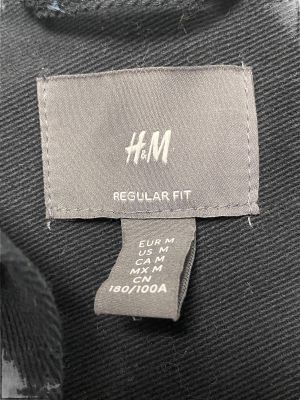 H&M
REGULAR FIT
EUR M
US M
CA M
MX M
CN
180/100A